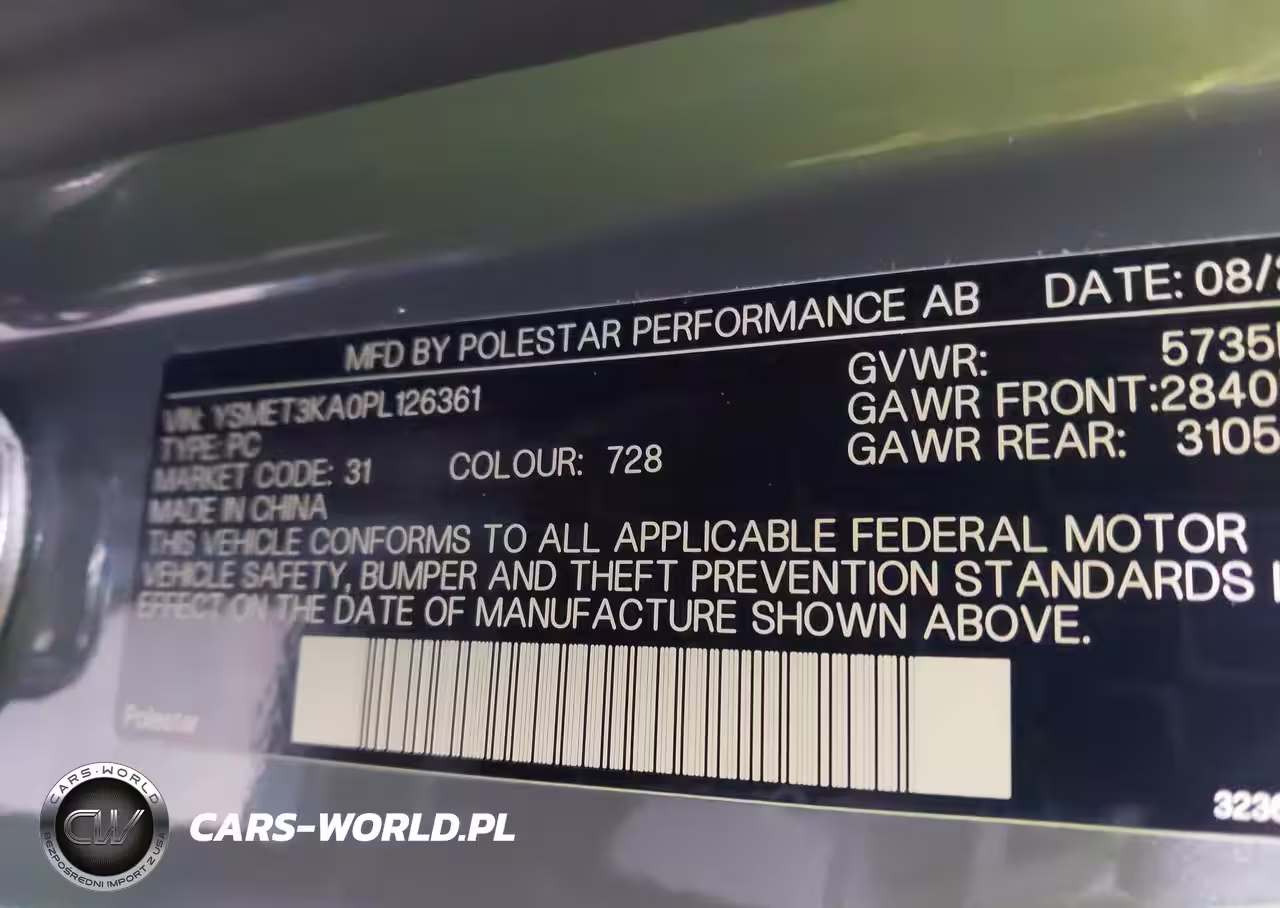 MFD BY POLESTAR PERFORMANCE AB DATE: 08/
VIN: YSMET3KA0PL126361
GVWR: 5735
TYPE: PC
GAWR FRONT: 2840
MARKET CODE: 31 COLOUR: 728
GAWR REAR: 3105
MADE IN CHINA
THIS VEHICLE CONFORMS TO ALL APPLICABLE FEDERAL MOTOR
VEHICLE SAFETY, BUMPER AND THEFT PREVENTION STANDARDS
EFFECT ON THE DATE OF MANUFACTURE SHOWN ABOVE.
Polestar
323
CARS-WORLD
CW
BEZPOŚREDNI IMPORT Z USA
CARS-WORLD.PL